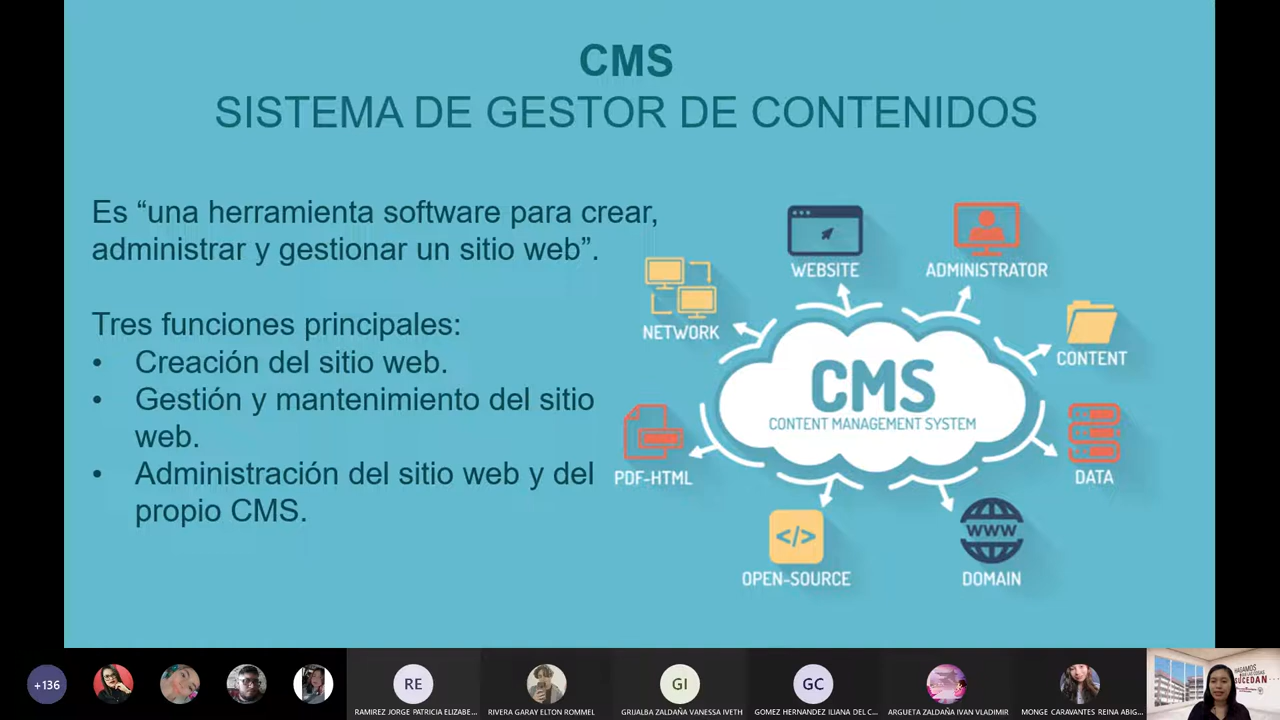 CMS
SISTEMA DE GESTOR DE CONTENIDOS
Es “una herramienta software para crear,
administrar y gestionar un sitio web”.
Tres funciones principales:
• Creación del sitio web.
• Gestión y mantenimiento del sitio
web.
• Administración del sitio web y del
propio CMS.
WEBSITE
ADMINISTRATOR
NETWORK
CONTENT
CMS
CONTENT MANAGEMENT SYSTEM
PDF-HTML
DATA
</>
WWW
OPEN-SOURCE
DOMAIN
+136
RE
GI
GC
HAGAMOS
SUCEDAN
RAMIREZ JORGE PATRICIA ELIZABE...
RIVERA GARAY ELTON ROMMEL
GRIJALBA ZALDAÑA VANESSA IVETH
GOMEZ HERNANDEZ ILIANA DEL C...
ARGUETA ZALDAÑA IVAN VLADIMIR
MONGE CARAVANTES REINA ABIG...